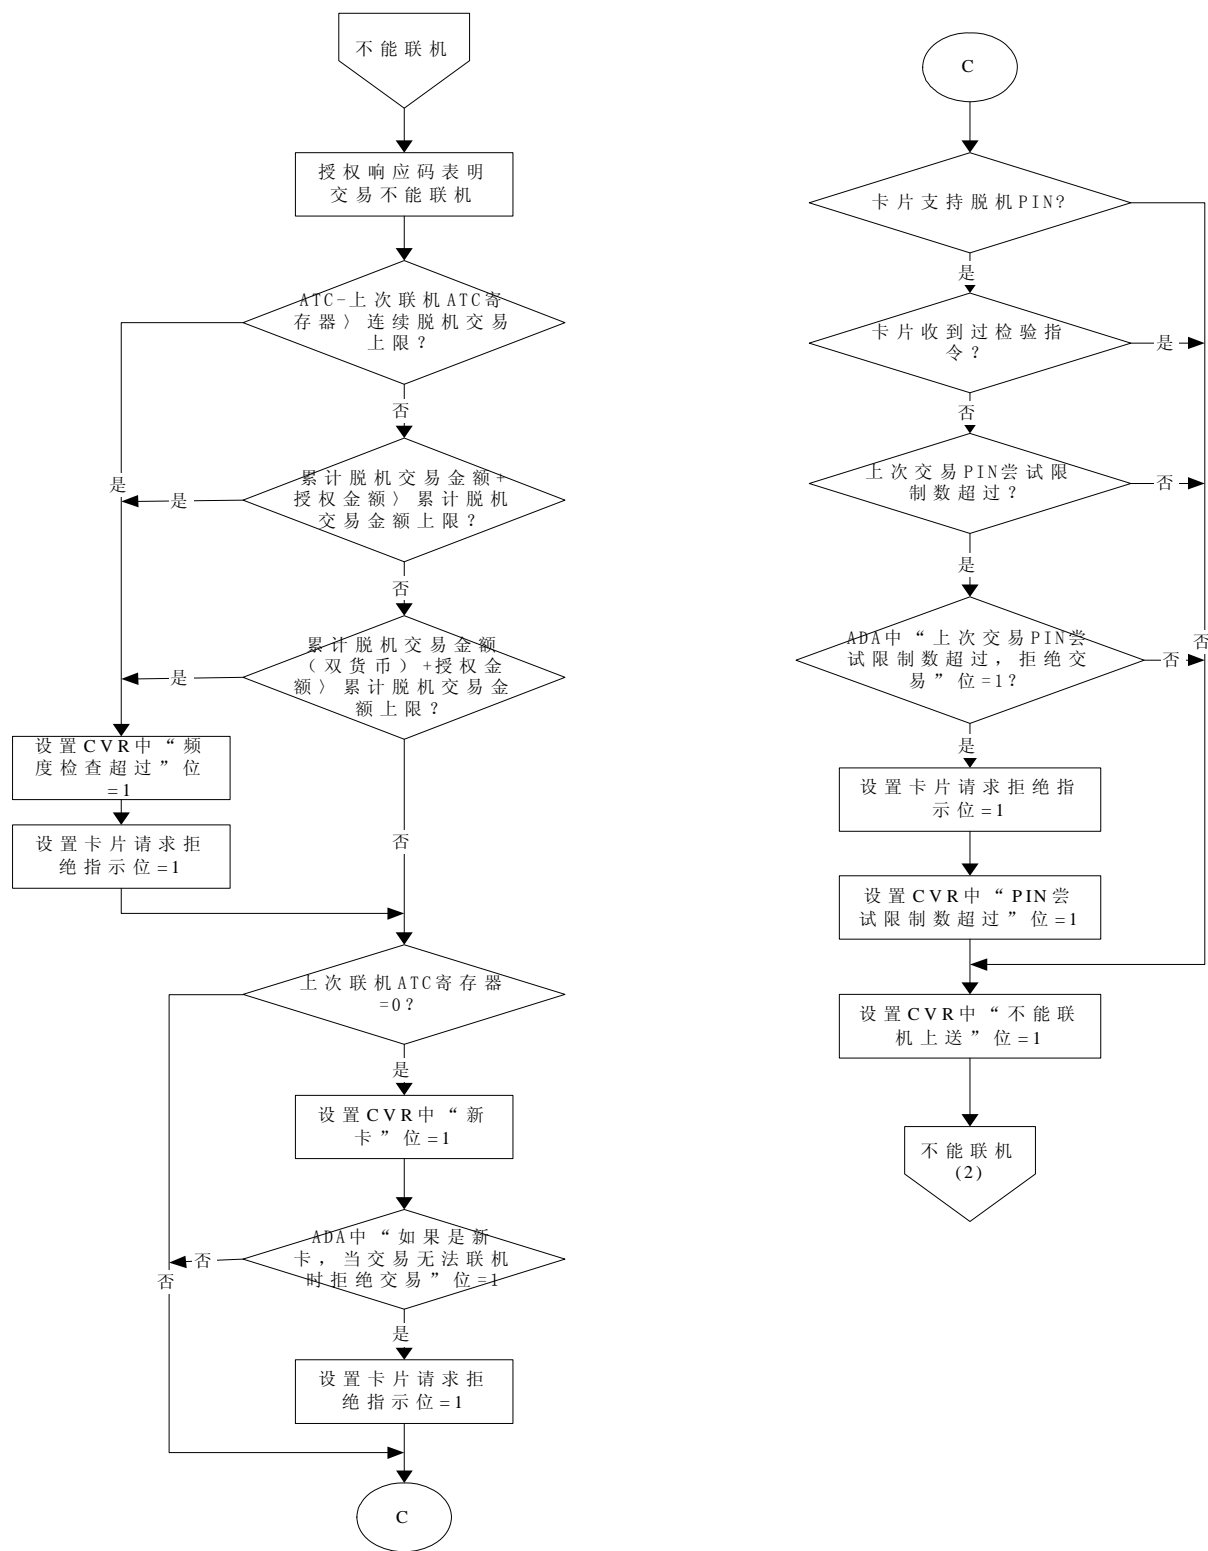 不能联机
授权响应码表明
交易不能联机
ATC-上次联机ATC寄
存器〉连续脱机交易
上限?
否
是
累计脱机交易金额+
授权金额〉累计脱机
交易金额上限?
是
否
累计脱机交易金额
(双货币)+授权金
额〉累计脱机交易金
额上限?
是
设置CVR中“频
度检查超过”位
=1
设置卡片请求拒
绝指示位=1
否
上次联机ATC寄存器
=0?
是
设置CVR中“新
卡”位=1
ADA中“如果是新
卡,当交易无法联机
时拒绝交易”位=1
否
否
是
设置卡片请求拒
绝指示位=1
C
C
卡片支持脱机PIN?
是
卡片收到过检验指
令?
是
否
上次交易PIN尝试限
制数超过?
否
是
ADA中“上次交易PIN尝
试限制数超过,拒绝交
易”位=1?
否
否
是
设置卡片请求拒绝指
示位=1
设置CVR中“PIN尝
试限制数超过”位=1
设置CVR中“不能联
机上送”位=1
不能联机
(2)